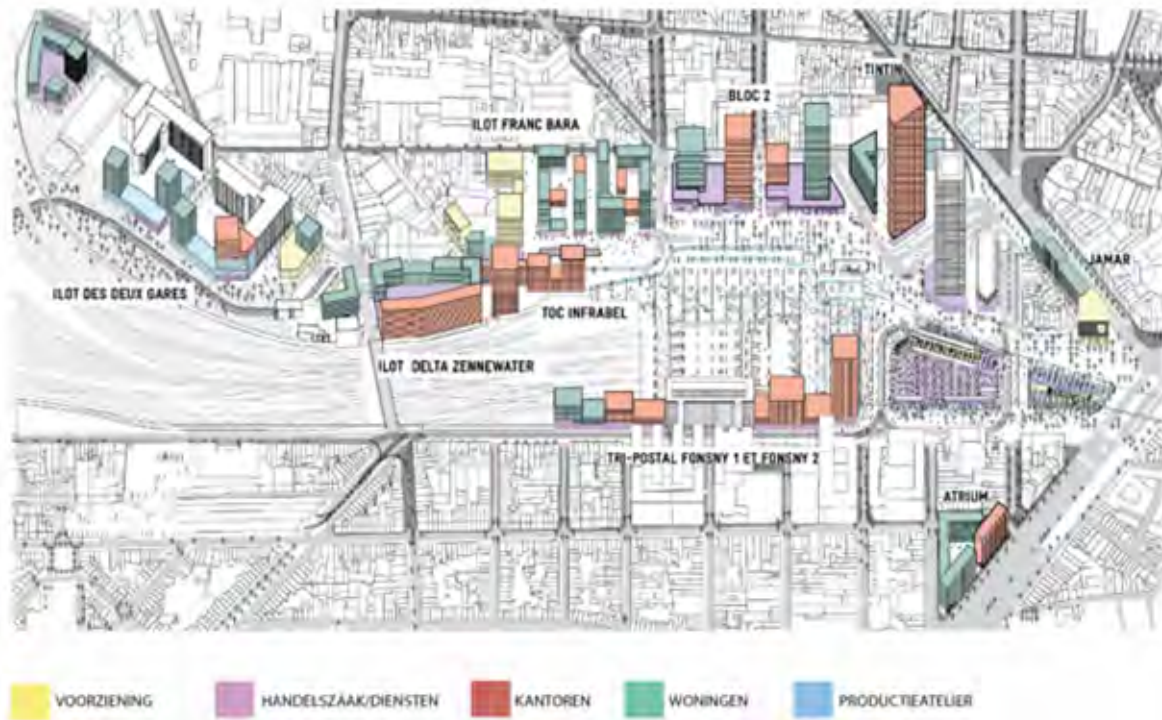 TINTIN
BLOC 2
ILOT FRANC BARA
JAMAR
ILOT DES DEUX GARES
TOC INFRABEL
ILOT DELTA ZENNEWATER
TRI-POSTAL FONSNY 1 ET FONSNY 2
ATRIUM
VOORZIENING
HANDELSZAAK/DIENSTEN
KANTOREN
WONINGEN
PRODUCTIEATELIER